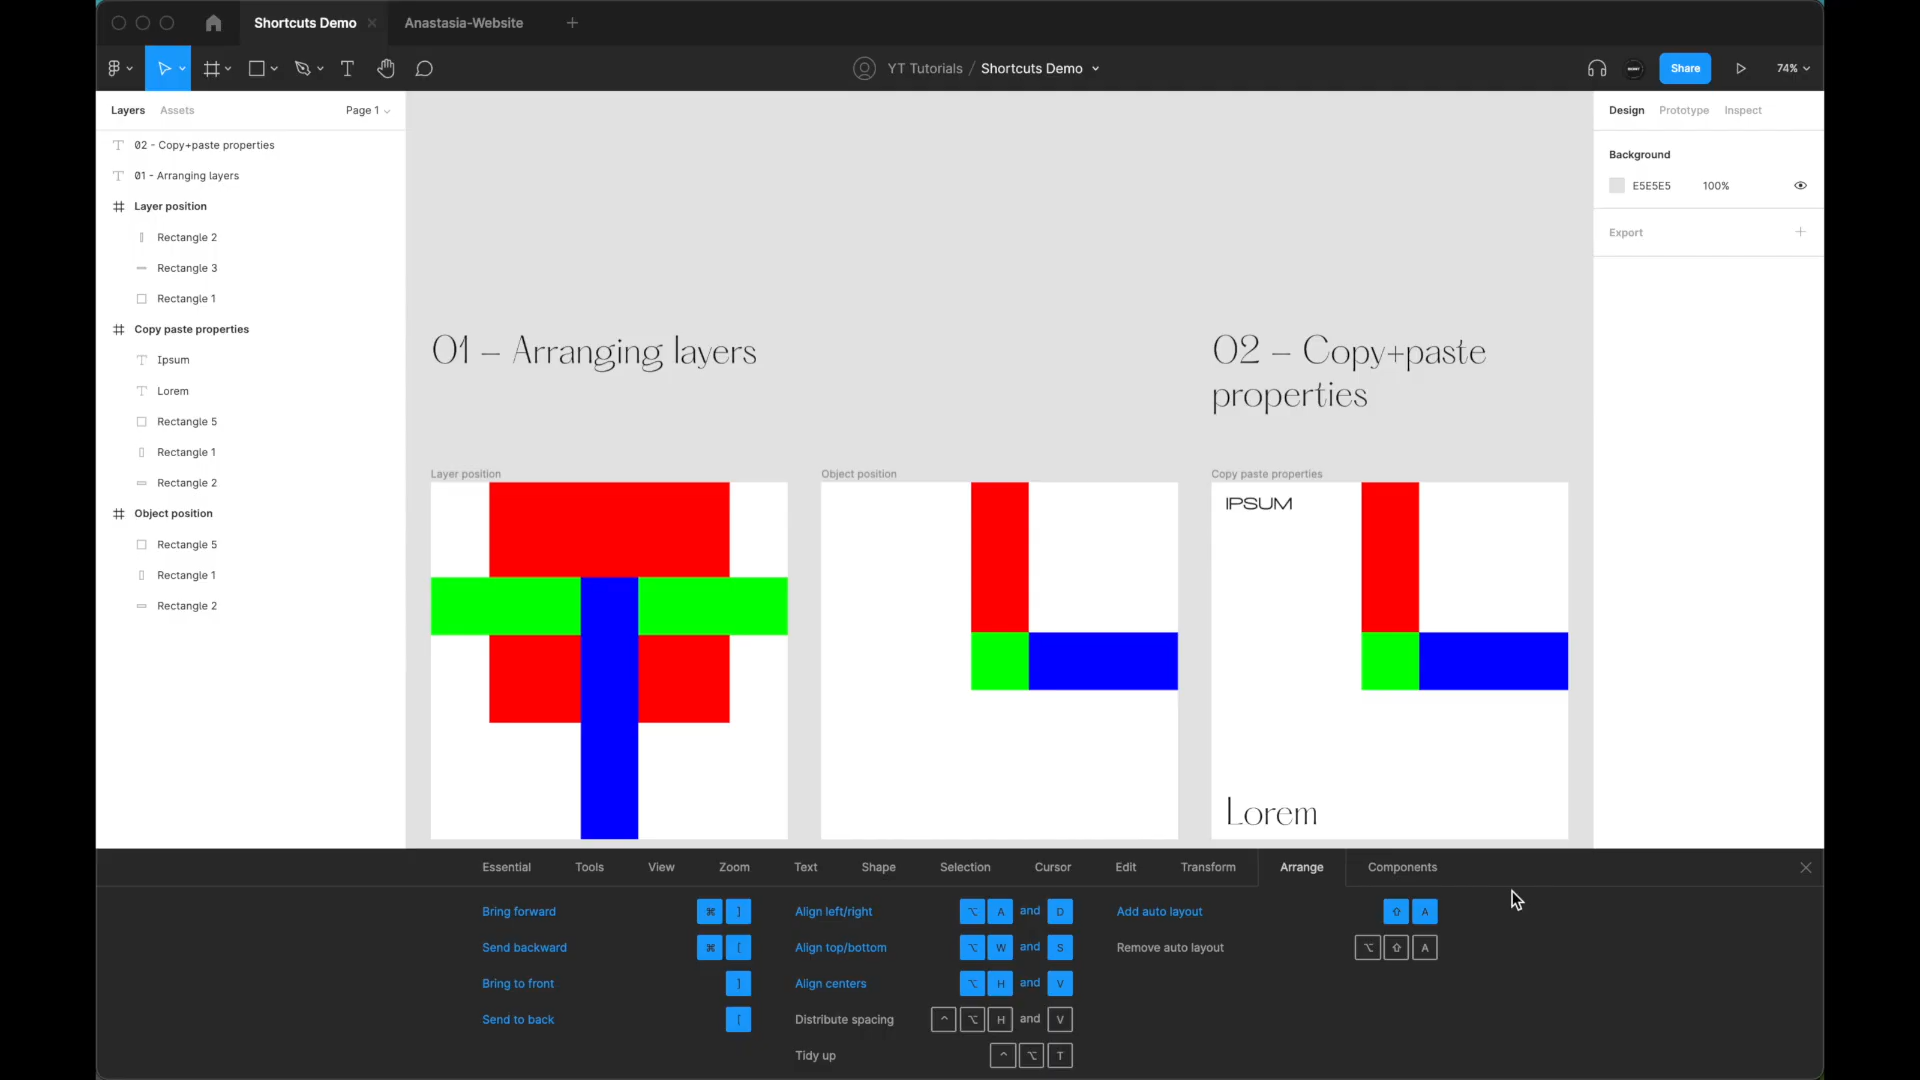 Shortcuts Demo
Anastasia-Website
YT Tutorials / Shortcuts Demo
Share
74%
Layers
Assets
Page 1
02 - Copy+paste properties
01 - Arranging layers
Layer position
Rectangle 2
Rectangle 3
Rectangle 1
Copy paste properties
Ipsum
Lorem
Rectangle 5
Rectangle 1
Rectangle 2
Object position
Rectangle 5
Rectangle 1
Rectangle 2
01 – Arranging layers
02 – Copy+paste
properties
Layer position
Object position
Copy paste properties
IPSUM
Lorem
Design
Prototype
Inspect
Background
E5E5E5
100%
Export
Essential
Tools
View
Zoom
Text
Shape
Selection
Cursor
Edit
Transform
Arrange
Components
Bring forward ⌘ ]
Send backward ⌘ [
Bring to front ]
Send to back [
Align left/right ⌥ A and D
Align top/bottom ⌥ W and S
Align centers ⌥ H and V
Distribute spacing ^ ⌥ H and V
Tidy up ^ ⌥ T
Add auto layout ⇧ A
Remove auto layout ⌥ ⇧ A